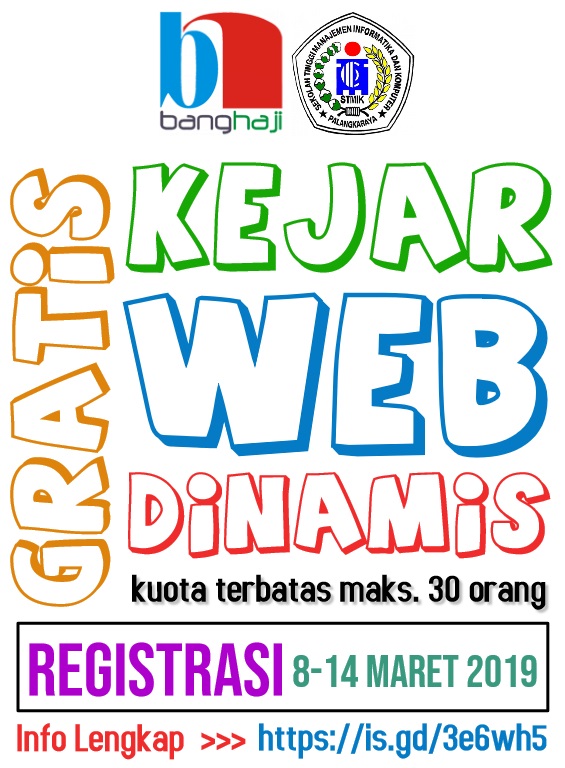 banghaji
SEKOLAH TINGGI MANAJEMEN INFORMATIKA DAN KOMPUTER
STMIK
PALANGKARAYA
GRATiS
KEJAR
WEB
DiNAMiS
kuota terbatas maks. 30 orang
REGISTRASI 8-14 MARET 2019
Info Lengkap >>> https://is.gd/3e6wh5